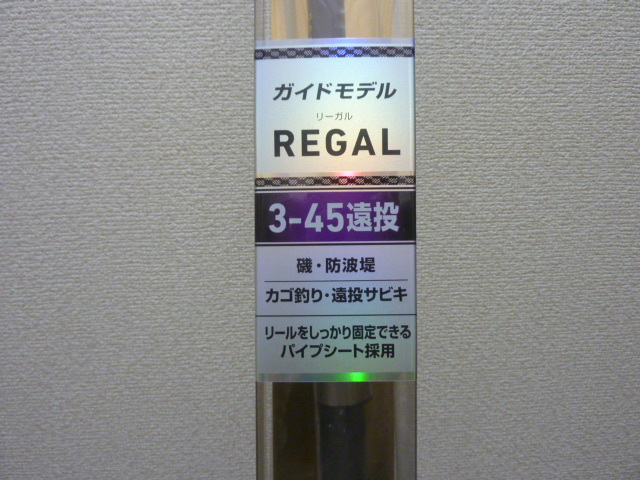 ガイドモデル
リーガル
REGAL
3-45遠投
磯・防波堤
カゴ釣り・遠投サビキ
リールをしっかり固定できる
パイプシート採用